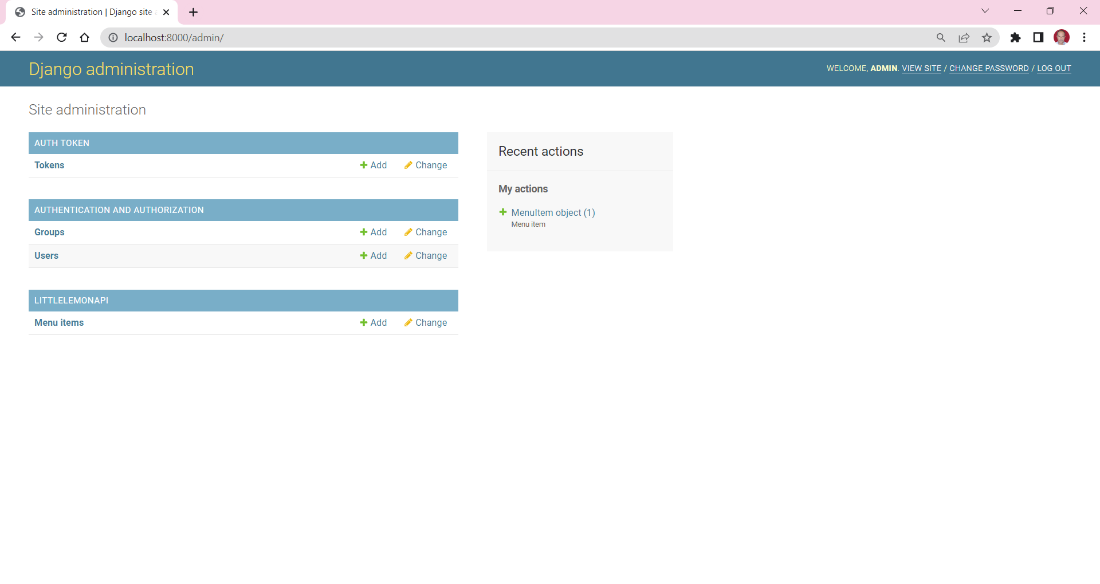 Site administration | Django site
localhost:8000/admin/
Django administration
WELCOME, ADMIN. VIEW SITE / CHANGE PASSWORD / LOG OUT
Site administration
AUTH TOKEN
Tokens Add Change
AUTHENTICATION AND AUTHORIZATION
Groups Add Change
Users Add Change
LITTLELEMONAPI
Menu items Add Change
Recent actions
My actions
MenuItem object (1)
Menu item